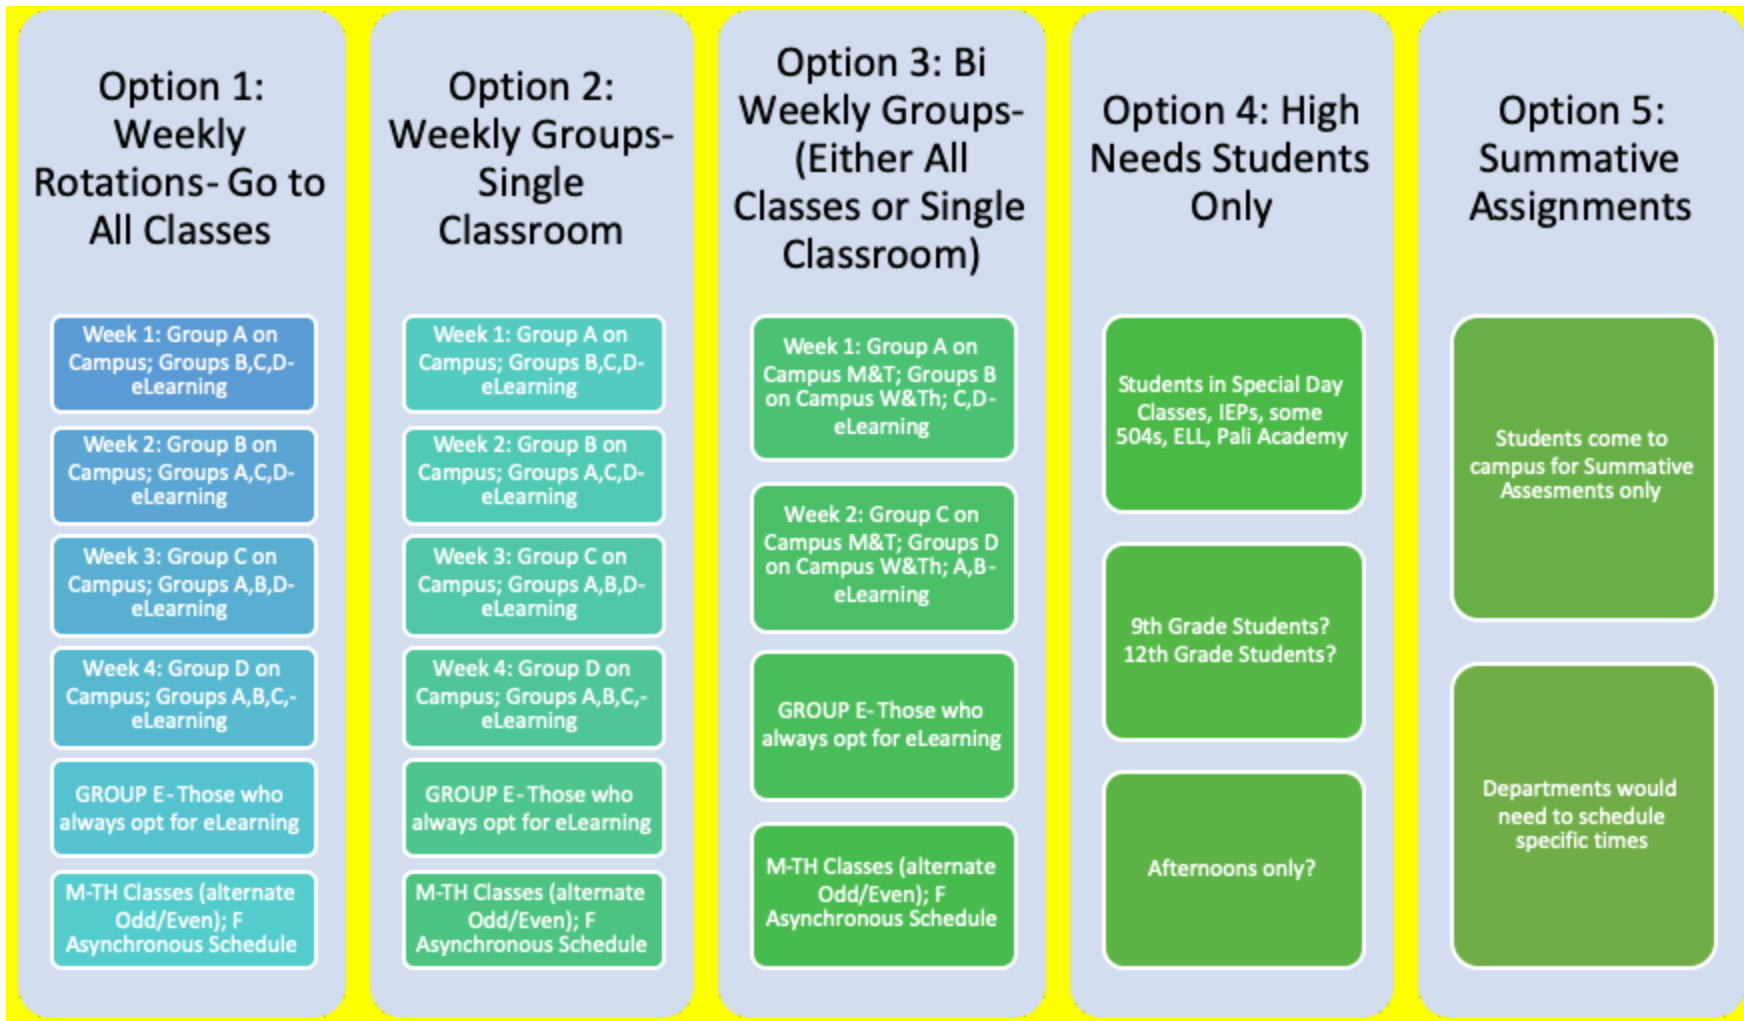 Option 1:
Weekly
Rotations- Go to
All Classes
Week 1: Group A on
Campus; Groups B,C,D-
eLearning
Week 2: Group B on
Campus; Groups A,C,D-
eLearning
Week 3: Group C on
Campus; Groups A,B,D-
eLearning
Week 4: Group D on
Campus; Groups A,B,C,-
eLearning
GROUP E- Those who
always opt for eLearning
M-TH Classes (alternate
Odd/Even); F
Asynchronous Schedule
Option 2:
Weekly Groups-
Single
Classroom
Week 1: Group A on
Campus; Groups B,C,D-
eLearning
Week 2: Group B on
Campus; Groups A,C,D-
eLearning
Week 3: Group C on
Campus; Groups A,B,D-
eLearning
Week 4: Group D on
Campus; Groups A,B,C,-
eLearning
GROUP E- Those who
always opt for eLearning
M-TH Classes (alternate
Odd/Even); F
Asynchronous Schedule
Option 3: Bi
Weekly Groups-
(Either All
Classes or Single
Classroom)
Week 1: Group A on
Campus M&T; Groups B
on Campus W&Th; C,D-
eLearning
Week 2: Group C on
Campus M&T; Groups D
on Campus W&Th; A,B-
eLearning
GROUP E- Those who
always opt for eLearning
M-TH Classes (alternate
Odd/Even); F
Asynchronous Schedule
Option 4: High
Needs Students
Only
Students in Special Day
Classes, IEPs, some
504s, ELL, Pali Academy
9th Grade Students?
12th Grade Students?
Afternoons only?
Option 5:
Summative
Assignments
Students come to
campus for Summative
Assesments only
Departments would
need to schedule
specific times